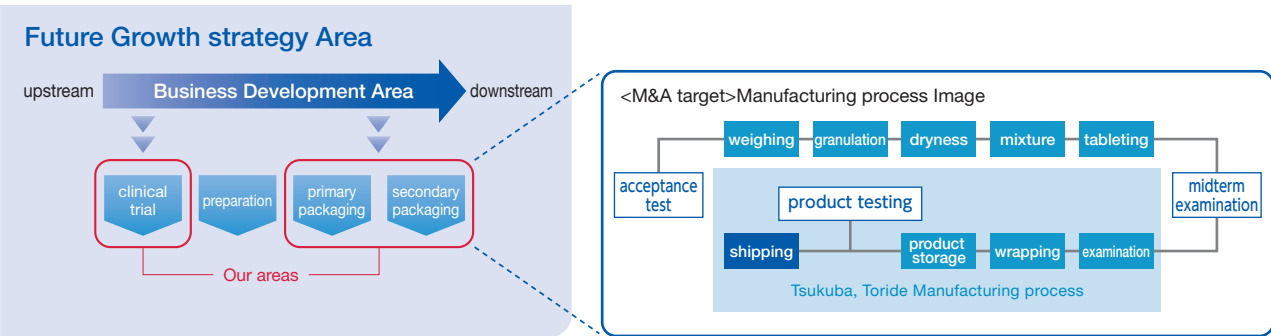 Future Growth strategy Area
upstream
Business Development Area
downstream
clinical
trial
preparation
primary
packaging
secondary
packaging
Our areas
<M&A target>Manufacturing process Image
weighing
granulation
dryness
mixture
tableting
acceptance
test
midterm
examination
product testing
shipping
product
storage
wrapping
examination
Tsukuba, Toride Manufacturing process